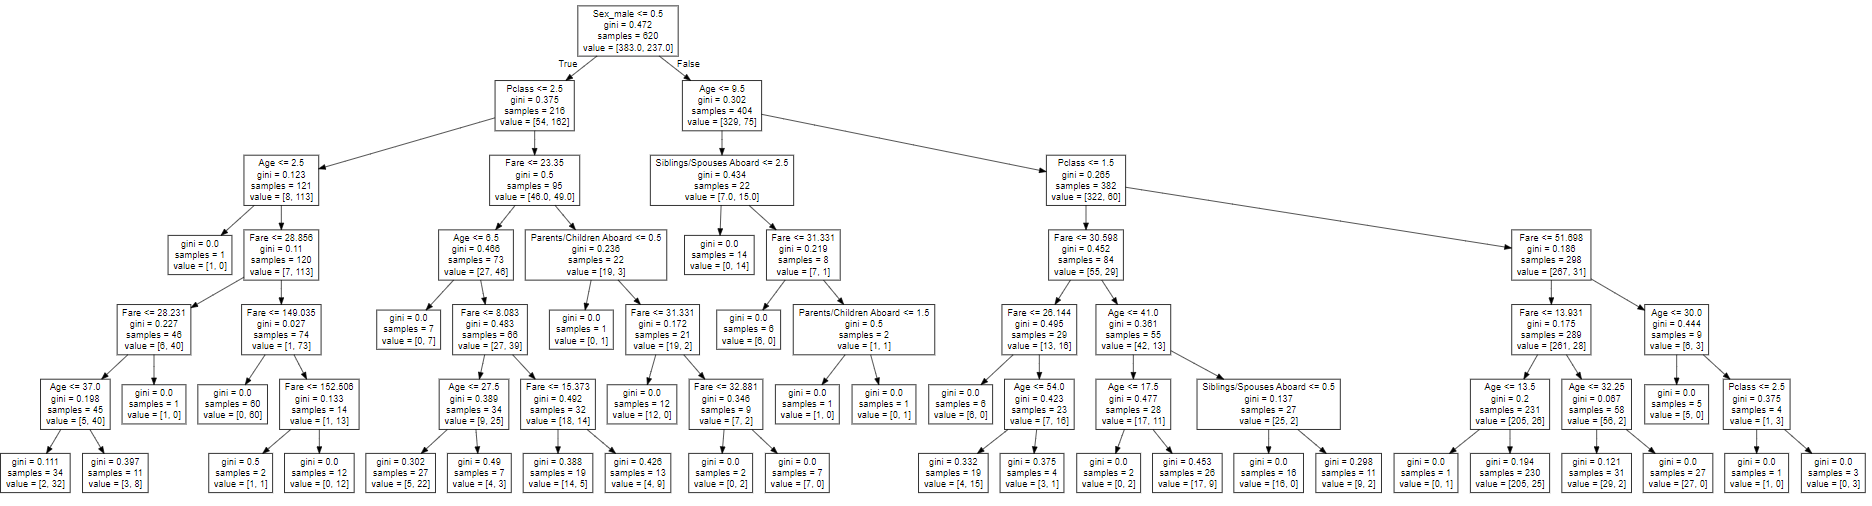 Sex_male <= 0.5
gini = 0.472
samples = 620
value = [383.0, 237.0]
True
False
Pclass <= 2.5
gini = 0.375
samples = 216
value = [54, 162]
Age <= 9.5
gini = 0.302
samples = 404
value = [329, 75]
Age <= 2.5
gini = 0.123
samples = 121
value = [8, 113]
Fare <= 23.35
gini = 0.5
samples = 95
value = [46.0, 49.0]
Siblings/Spouses Aboard <= 2.5
gini = 0.434
samples = 22
value = [7.0, 15.0]
Pclass <= 1.5
gini = 0.265
samples = 382
value = [322, 60]
gini = 0.0
samples = 1
value = [1, 0]
Fare <= 28.856
gini = 0.11
samples = 120
value = [7, 113]
Age <= 6.5
gini = 0.466
samples = 73
value = [27, 46]
Parents/Children Aboard <= 0.5
gini = 0.236
samples = 22
value = [19, 3]
gini = 0.0
samples = 14
value = [0, 14]
Fare <= 31.331
gini = 0.219
samples = 8
value = [7, 1]
Fare <= 30.598
gini = 0.452
samples = 84
value = [55, 29]
Fare <= 51.698
gini = 0.186
samples = 298
value = [267, 31]
Fare <= 28.231
gini = 0.227
samples = 46
value = [6, 40]
Fare <= 149.035
gini = 0.027
samples = 74
value = [1, 73]
gini = 0.0
samples = 7
value = [0, 7]
Fare <= 8.083
gini = 0.483
samples = 66
value = [27, 39]
gini = 0.0
samples = 1
value = [0, 1]
Fare <= 31.331
gini = 0.172
samples = 21
value = [19, 2]
gini = 0.0
samples = 6
value = [6, 0]
Parents/Children Aboard <= 1.5
gini = 0.5
samples = 2
value = [1, 1]
Fare <= 26.144
gini = 0.495
samples = 29
value = [13, 16]
Age <= 41.0
gini = 0.361
samples = 55
value = [42, 13]
Fare <= 13.931
gini = 0.175
samples = 289
value = [261, 28]
Age <= 30.0
gini = 0.444
samples = 9
value = [6, 3]
Age <= 37.0
gini = 0.198
samples = 45
value = [5, 40]
gini = 0.0
samples = 1
value = [1, 0]
gini = 0.0
samples = 60
value = [0, 60]
Fare <= 152.506
gini = 0.133
samples = 14
value = [1, 13]
Age <= 27.5
gini = 0.389
samples = 34
value = [9, 25]
Fare <= 15.373
gini = 0.492
samples = 32
value = [18, 14]
gini = 0.0
samples = 12
value = [12, 0]
Fare <= 32.881
gini = 0.346
samples = 9
value = [7, 2]
gini = 0.0
samples = 1
value = [1, 0]
gini = 0.0
samples = 1
value = [0, 1]
gini = 0.0
samples = 6
value = [6, 0]
Age <= 54.0
gini = 0.423
samples = 23
value = [7, 16]
Age <= 17.5
gini = 0.477
samples = 28
value = [17, 11]
Siblings/Spouses Aboard <= 0.5
gini = 0.137
samples = 27
value = [25, 2]
Age <= 13.5
gini = 0.2
samples = 231
value = [205, 26]
Age <= 32.25
gini = 0.067
samples = 58
value = [56, 2]
gini = 0.0
samples = 5
value = [5, 0]
Pclass <= 2.5
gini = 0.375
samples = 4
value = [1, 3]
gini = 0.111
samples = 34
value = [2, 32]
gini = 0.397
samples = 11
value = [3, 8]
gini = 0.5
samples = 2
value = [1, 1]
gini = 0.0
samples = 12
value = [0, 12]
gini = 0.302
samples = 27
value = [5, 22]
gini = 0.49
samples = 7
value = [4, 3]
gini = 0.388
samples = 19
value = [14, 5]
gini = 0.426
samples = 13
value = [4, 9]
gini = 0.0
samples = 2
value = [0, 2]
gini = 0.0
samples = 7
value = [7, 0]
gini = 0.332
samples = 19
value = [4, 15]
gini = 0.375
samples = 4
value = [3, 1]
gini = 0.0
samples = 2
value = [0, 2]
gini = 0.453
samples = 26
value = [17, 9]
gini = 0.0
samples = 16
value = [16, 0]
gini = 0.298
samples = 11
value = [9, 2]
gini = 0.0
samples = 1
value = [0, 1]
gini = 0.194
samples = 230
value = [205, 25]
gini = 0.121
samples = 31
value = [29, 2]
gini = 0.0
samples = 27
value = [27, 0]
gini = 0.0
samples = 1
value = [1, 0]
gini = 0.0
samples = 3
value = [0, 3]